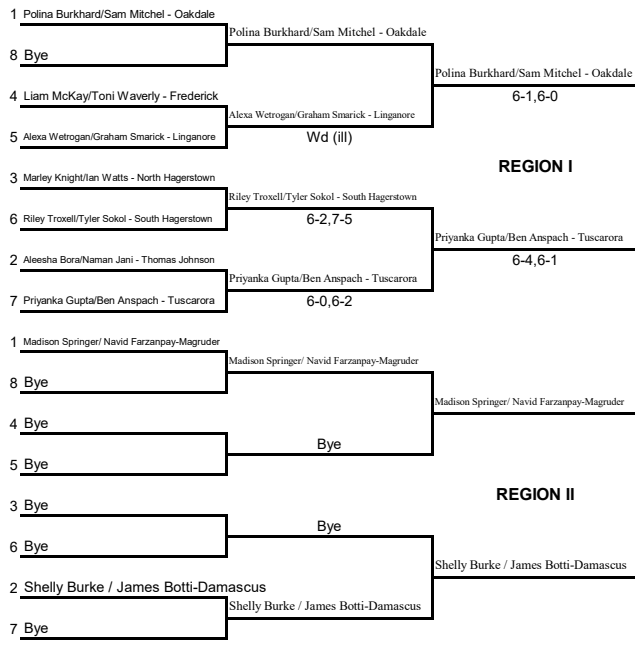 1 Polina Burkhard/Sam Mitchel - Oakdale
Polina Burkhard/Sam Mitchel - Oakdale
8 Bye
Polina Burkhard/Sam Mitchel - Oakdale
6-1,6-0
4 Liam McKay/Toni Waverly - Frederick
Alexa Wetrogan/Graham Smarick - Linganore
5 Alexa Wetrogan/Graham Smarick - Linganore
Wd (ill)
REGION I
3 Marley Knight/Ian Watts - North Hagerstown
Riley Troxell/Tyler Sokol - South Hagerstown
6 Riley Troxell/Tyler Sokol - South Hagerstown
6-2,7-5
Priyanka Gupta/Ben Anspach - Tuscarora
6-4,6-1
2 Aleesha Bora/Naman Jani - Thomas Johnson
Priyanka Gupta/Ben Anspach - Tuscarora
7 Priyanka Gupta/Ben Anspach - Tuscarora
6-0,6-2
1 Madison Springer/ Navid Farzanpay-Magruder
Madison Springer/ Navid Farzanpay-Magruder
8 Bye
Madison Springer/ Navid Farzanpay-Magruder
4 Bye
Bye
5 Bye
REGION II
3 Bye
Bye
6 Bye
Shelly Burke / James Botti-Damascus
2 Shelly Burke / James Botti-Damascus
Shelly Burke / James Botti-Damascus
7 Bye